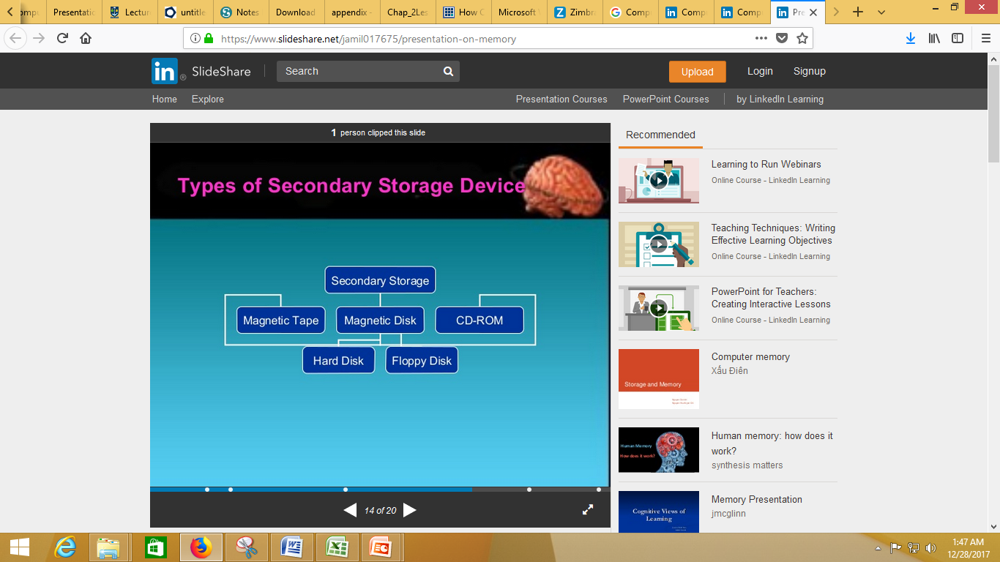 ompu
Presentatio
Lectur
untitle
Notes
Download
appendix -
Chap_2Les
How C
Microsoft
Zimbra
Comp
Comp
Comp
Pre
https://www.slideshare.net/jamil017675/presentation-on-memory
in® SlideShare
Search
Upload
Login
Signup
Home
Explore
Presentation Courses
PowerPoint Courses
by LinkedIn Learning
1 person clipped this slide
Types of Secondary Storage Device
Secondary Storage
Magnetic Tape
Magnetic Disk
CD-ROM
Hard Disk
Floppy Disk
14 of 20
Recommended
Learning to Run Webinars
Online Course - LinkedIn Learning
Teaching Techniques: Writing
Effective Learning Objectives
Online Course - LinkedIn Learning
PowerPoint for Teachers:
Creating Interactive Lessons
Online Course - LinkedIn Learning
Storage and Memory
Computer memory
Xấu Điên
Human Memory
How does it work?
Human memory: how does it
work?
synthesis matters
Cognitive Views of
Learning
Memory Presentation
jmcglinn
1:47 AM
12/28/2017